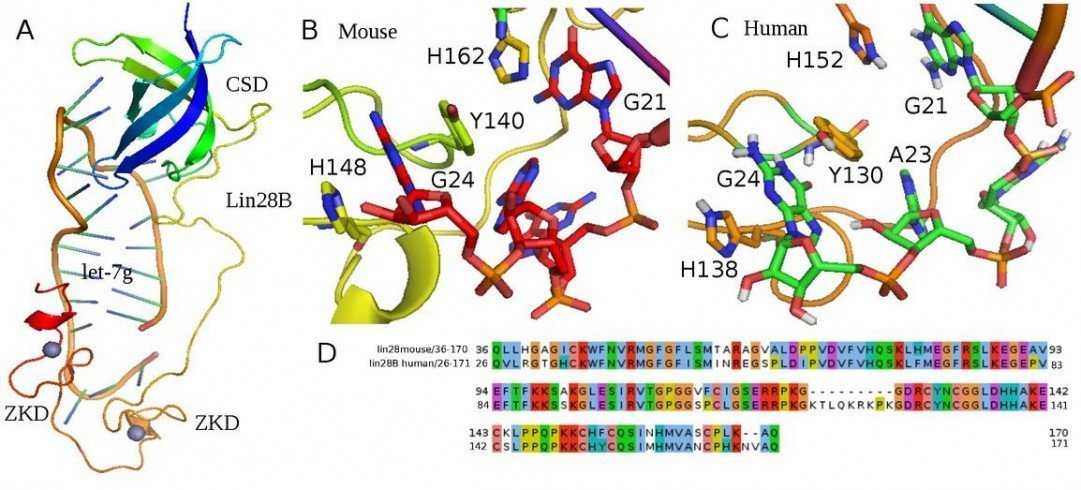 A
CSD
Lin28B
let-7g
ZKD
ZKD
B Mouse
H162
G21
Y140
H148
G24
C Human
H152
G21
A23
G24
Y130
H138
D
lin28mouse/36-170 36 QLLHGAGICKWFNVRMGFGFLSMTARAGVALDPPVDVFVHQSKLHMEGFRSLKEGEAV 93
lin28B human/26-171 26 QVLRGTGHCKWFNVRMGFGFISMINREGSPLDIPVDVFVHQSKLFMEGFRSLKEGEPV 83
94 EFTFKKSAKGLESIRVTGPGGVFCIGSERRPKG---------GDRCYNCGGLDHHAKE 142
84 EFTFKKSSKGLESIRVTGPGGSPCLGSERRPKGKTLQKRKPKGDRCYNCGGLDHHAKE 141
143 CKLPPQPKKCHFCQSINHMVASCPLK--AQ 170
142 CSLPPQPKKCHYCQSIMHMVANCPHKNVAQ 171